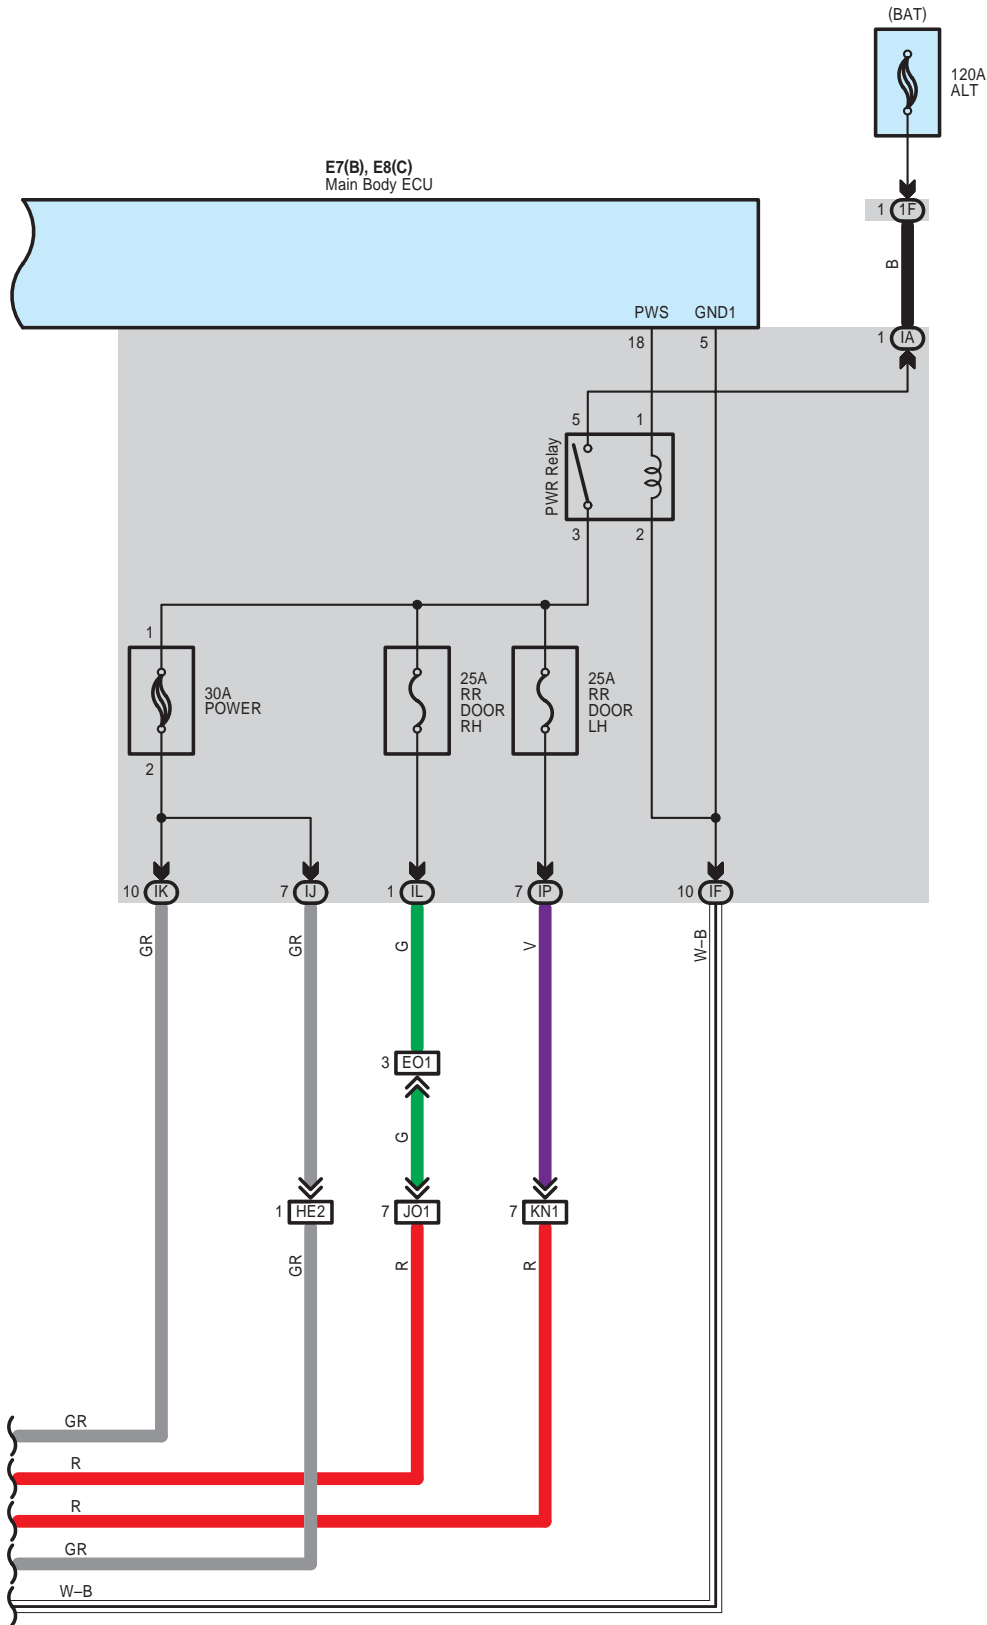 (BAT)
120A
ALT
E7(B), E8(C)
Main Body ECU
1 1F
B
PWS GND1
18 5
1 IA
5 1
PWR Relay
3 2
1
30A
POWER
25A
RR
DOOR
RH
25A
RR
DOOR
LH
2
10 IK
7 IJ
1 IL
7 IP
10 IF
GR
GR
G
V
W–B
3 EO1
G
1 HE2
7 JO1
7 KN1
GR
R
R
GR
R
R
GR
W–B